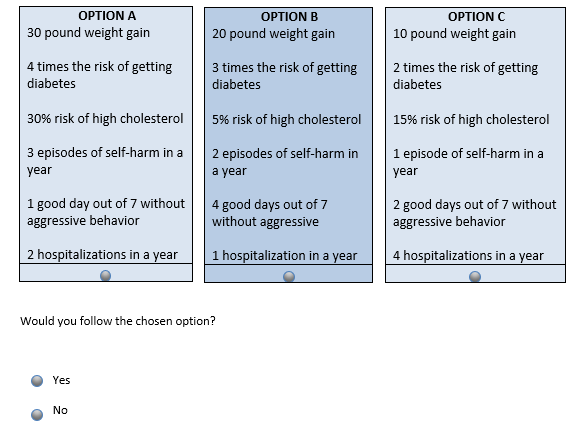 OPTION A
30 pound weight gain
4 times the risk of getting
diabetes
30% risk of high cholesterol
3 episodes of self-harm in a
year
1 good day out of 7 without
aggressive behavior
2 hospitalizations in a year
OPTION B
20 pound weight gain
3 times the risk of getting
diabetes
5% risk of high cholesterol
2 episodes of self-harm in
a year
4 good days out of 7
without aggressive
1 hospitalization in a year
OPTION C
10 pound weight gain
2 times the risk of getting
diabetes
15% risk of high cholesterol
1 episode of self-harm in a
year
2 good days out of 7 without
aggressive behavior
4 hospitalizations in a year
Would you follow the chosen option?
Yes
No